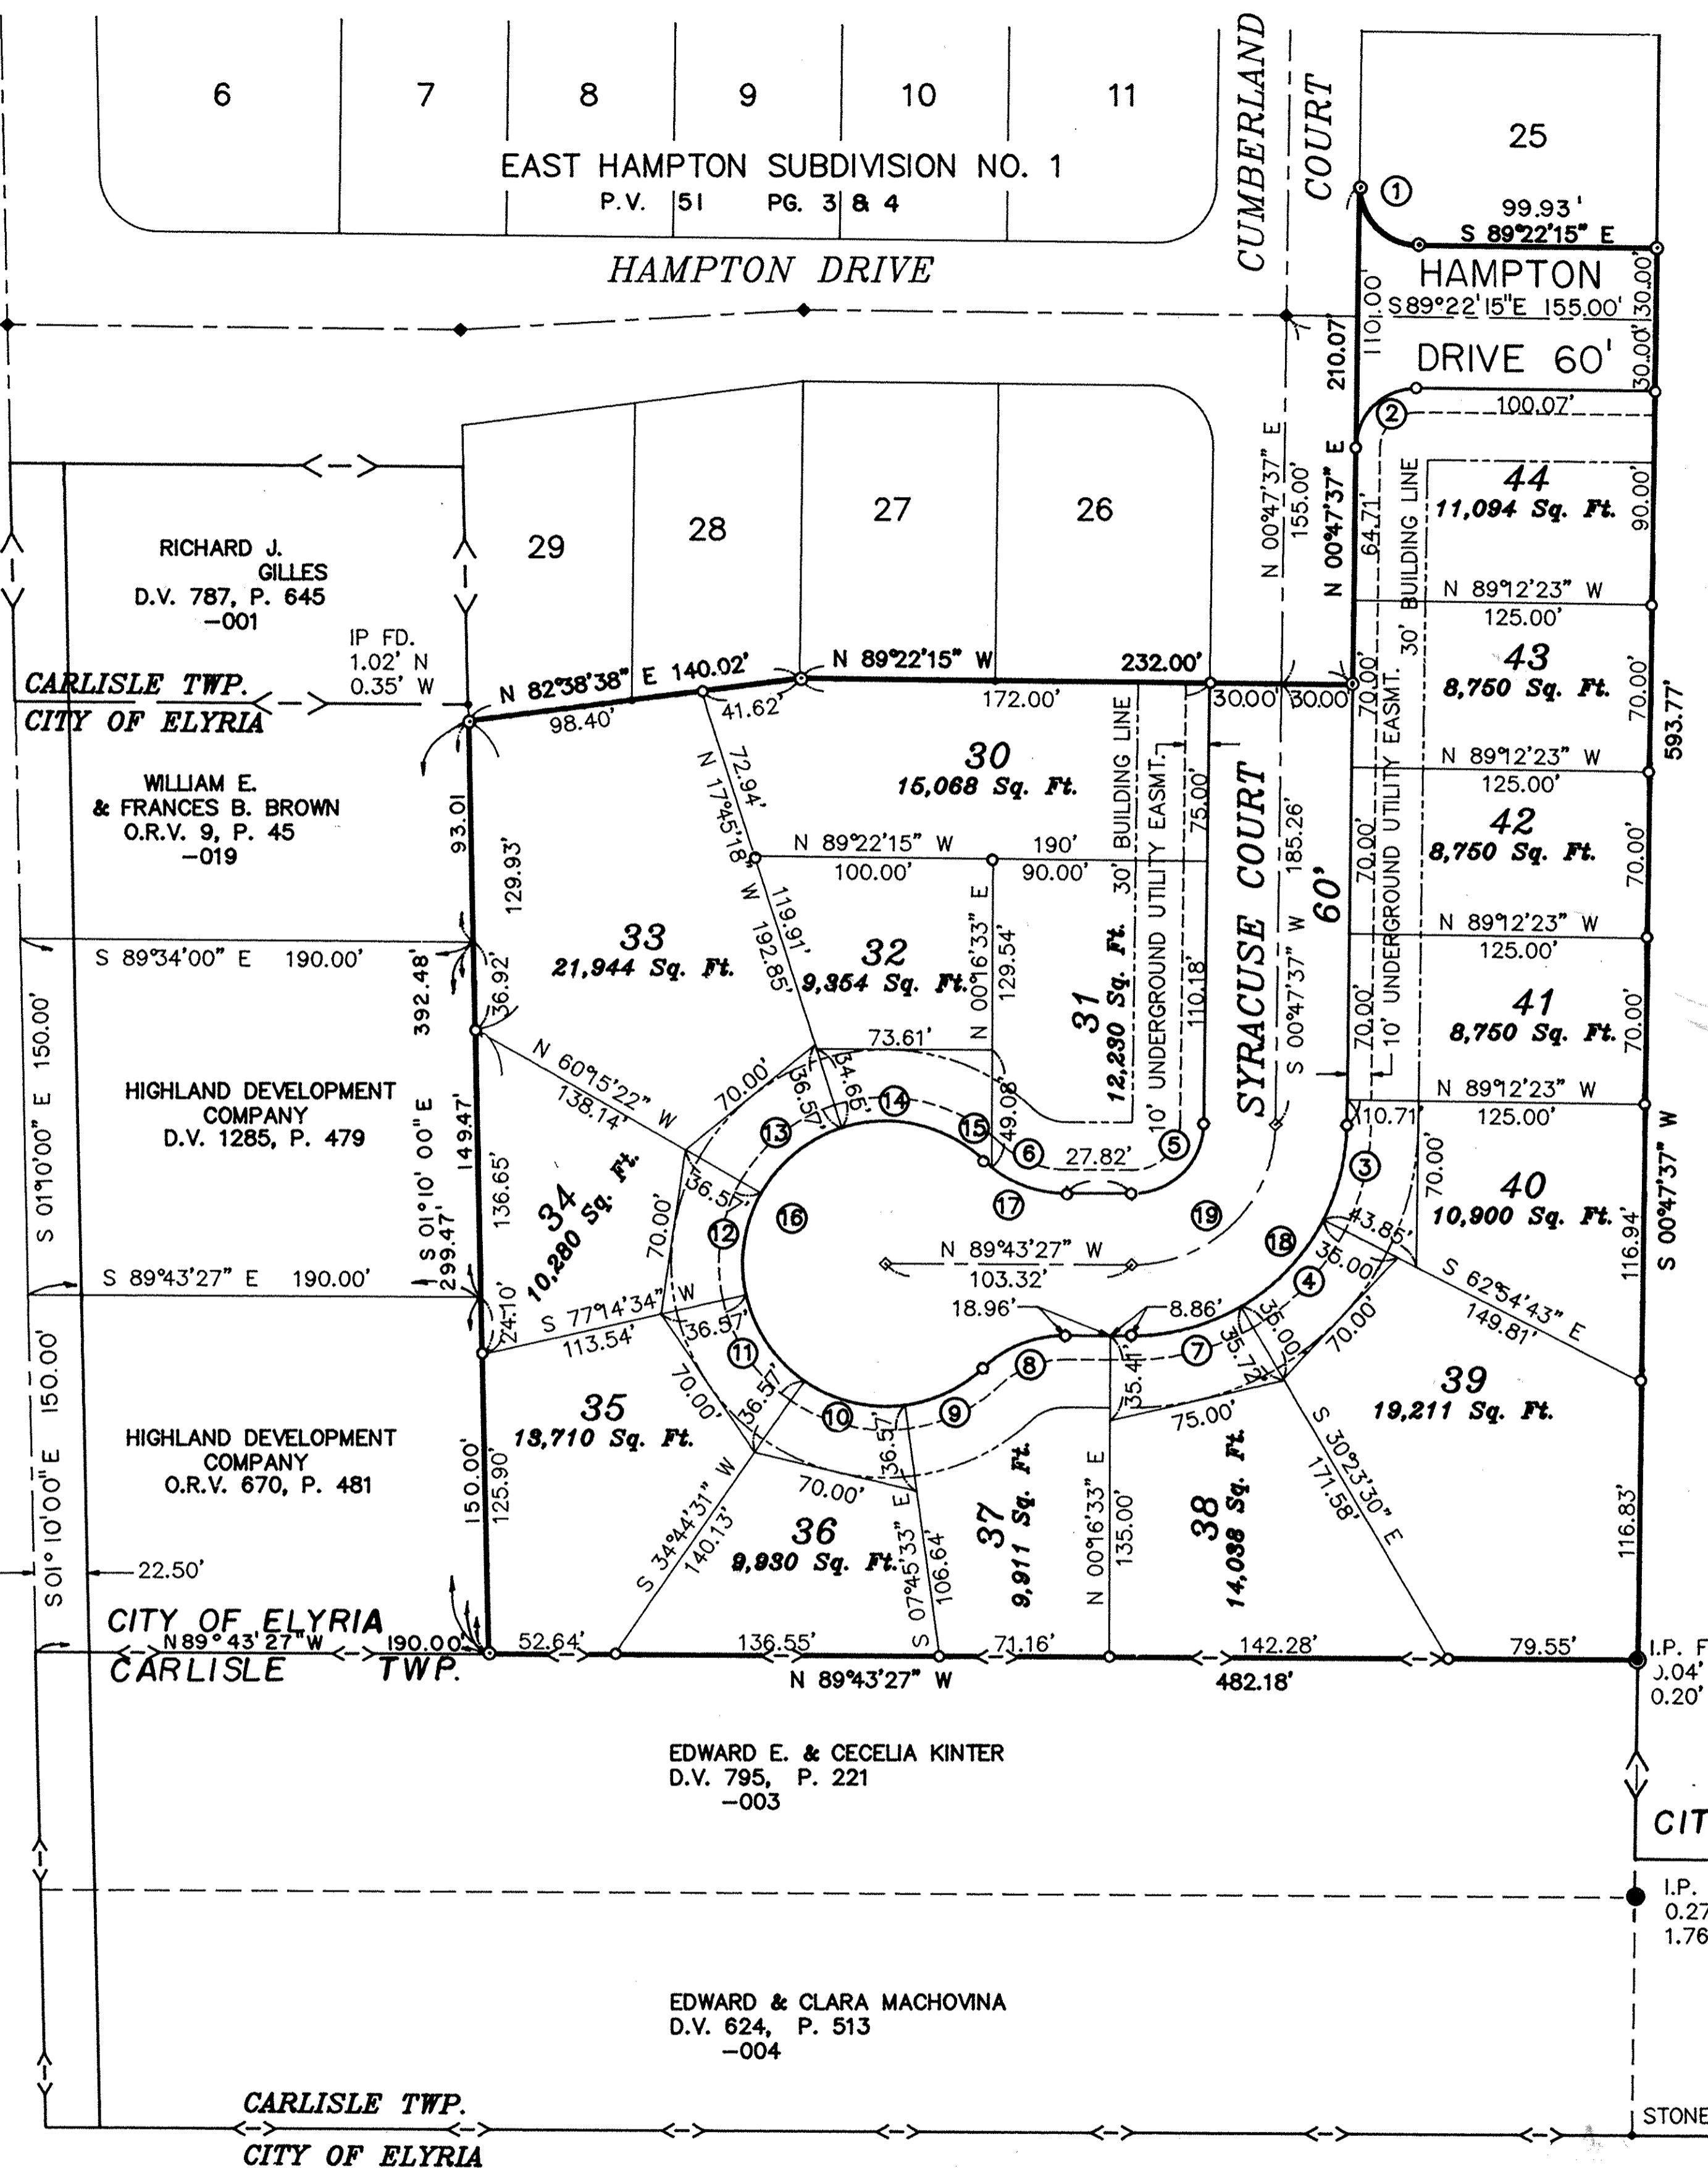 6
7
8
9
10
11
EAST HAMPTON SUBDIVISION NO. 1
P.V. 51 PG. 3 & 4
HAMPTON DRIVE
CUMBERLAND
COURT
25
1
99.93'
S 89°22'15" E
HAMPTON
S 89°22'15"E 155.00'
DRIVE 60'
30.00'
30.00'
110.00'
210.07'
N 00°47'37" E
2
100.07'
N 00°47'37" E
155.00'
64.71'
30' BUILDING LINE
44
11,094 Sq. Ft.
90.00'
N 89°12'23" W
125.00'
43
8,750 Sq. Ft.
70.00'
70.00'
593.77'
N 89°12'23" W
125.00'
42
8,750 Sq. Ft.
70.00'
70.00'
N 89°12'23" W
125.00'
41
8,750 Sq. Ft.
70.00'
70.00'
10' UNDERGROUND UTILITY EASMT.
N 89°12'23" W
125.00'
10.71'
3
70.00'
40
10,900 Sq. Ft.
116.94'
S 00°47'37" W
43.85'
35.00'
4
S 62°54'43" E
149.81'
29
28
27
26
RICHARD J.
GILLES
D.V. 787, P. 645
-001
IP FD.
1.02' N
0.35' W
CARLISLE TWP.
CITY OF ELYRIA
N 82°38'38" E 140.02'
98.40'
41.62'
N 89°22'15" W
232.00'
172.00'
30.00'
30.00'
WILLIAM E.
& FRANCES B. BROWN
O.R.V. 9, P. 45
-019
93.01
129.93'
72.94'
N 17°45'18" W 192.85'
119.91'
30
15,068 Sq. Ft.
N 89°22'15" W
190'
100.00'
90.00'
30' BUILDING LINE
10' UNDERGROUND UTILITY EASMT.
75.00'
SYRACUSE COURT
60'
185.26'
S 00°47'37" W
S 89°34'00" E 190.00'
392.48'
36.92'
33
21,944 Sq. Ft.
32
9,354 Sq. Ft.
N 00°16'33" E
129.54'
31
12,230 Sq. Ft.
110.18'
S 01°10'00" E 150.00'
HIGHLAND DEVELOPMENT
COMPANY
D.V. 1285, P. 479
149.47'
S 01°10' 00" E
299.47'
136.65'
N 60°15'22" W
138.14'
73.61'
70.00'
34.65'
36.57'
14
13
15
49.08'
6
27.82'
5
17
19
18
16
12
36.57'
34
10,280 Sq. Ft.
70.00'
N 89°43'27" W
103.32'
18.96'
8.86'
S 89°43'27" E 190.00'
24.10'
S 77°14'34" W
113.54'
36.57'
11
7
8
35.00'
35.72'
70.00
35.41'
75.00'
70.00'
36.57'
10
9
36.57'
S 01°10'00" E 150.00'
HIGHLAND DEVELOPMENT
COMPANY
O.R.V. 670, P. 481
150.00'
125.90'
35
13,710 Sq. Ft.
S 34°44'31" W
140.13'
70.00'
36
9,930 Sq. Ft.
S 07°45'33" E
106.64'
37
9,911 Sq. Ft.
N 00°16'33" E
135.00'
38
14,038 Sq. Ft.
S 30°23'30" E
171.58'
39
19,211 Sq. Ft.
116.83'
22.50'
CITY OF ELYRIA
N89°43'27"W 190.00'
CARLISLE TWP.
52.64'
136.55'
71.16'
142.28'
79.55'
N 89°43'27" W
482.18'
I.P. F
0.04'
0.20'
EDWARD E. & CECELIA KINTER
D.V. 795, P. 221
-003
CIT
I.P.
0.27
1.76
EDWARD & CLARA MACHOVINA
D.V. 624, P. 513
-004
CARLISLE TWP.
CITY OF ELYRIA
STONE